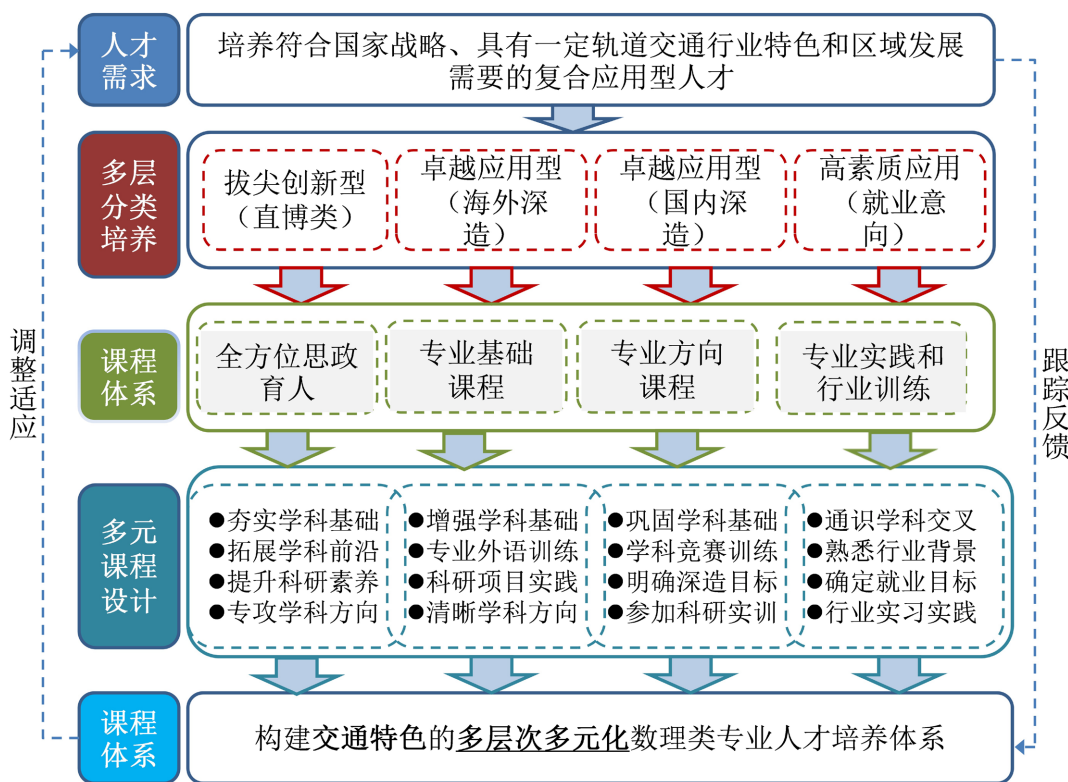 人才
需求
培养符合国家战略、具有一定轨道交通行业特色和区域发展
需要的复合应用型人才
多层
分类
培养
拔尖创新型
（直博类）
卓越应用型
（海外深
造）
卓越应用型
（国内深
造）
高素质应用
（就业意
向）
课程
体系
全方位思政
育人
专业基础
课程
专业方向
课程
专业实践和
行业训练
多元
课程
设计
●夯实学科基础
●拓展学科前沿
●提升科研素养
●专攻学科方向
●增强学科基础
●专业外语训练
●科研项目实践
●清晰学科方向
●巩固学科基础
●学科竞赛训练
●明确深造目标
●参加科研实训
●通识学科交叉
●熟悉行业背景
●确定就业目标
●行业实习实践
课程
体系
构建交通特色的多层次多元化数理类专业人才培养体系
调整适应
跟踪反馈